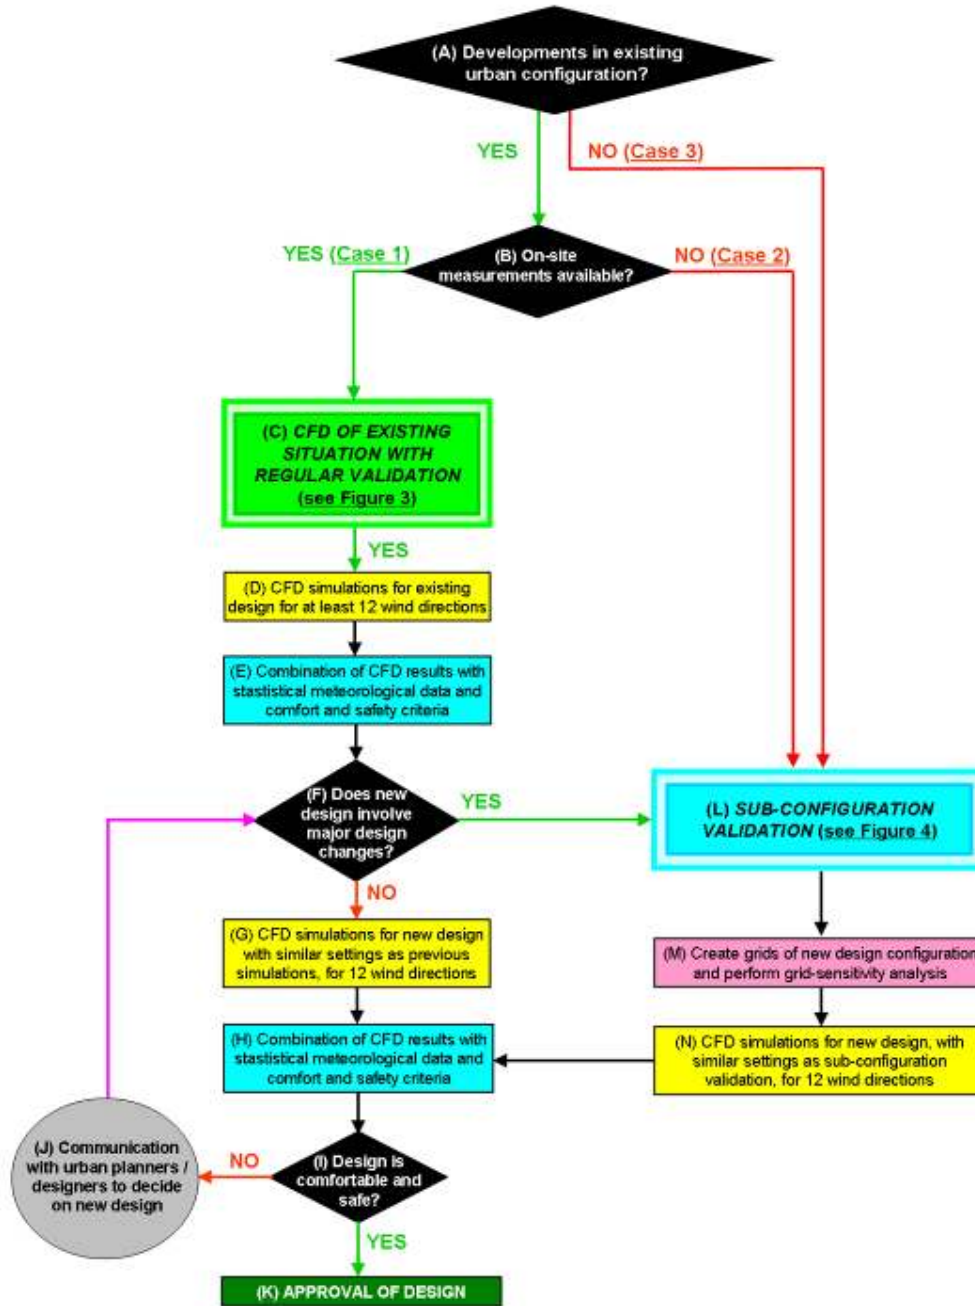 (A) Developments in existing
urban configuration?
YES
NO (Case 3)
YES (Case 1)
(B) On-site
measurements available?
NO (Case 2)
(C) CFD OF EXISTING
SITUATION WITH
REGULAR VALIDATION
(see Figure 3)
YES
(D) CFD simulations for existing
design for at least 12 wind directions
(E) Combination of CFD results with
stastistical meteorological data and
comfort and safety criteria
(F) Does new
design involve
major design
changes?
YES
(L) SUB-CONFIGURATION
VALIDATION (see Figure 4)
NO
(G) CFD simulations for new design
with similar settings as previous
simulations, for 12 wind directions
(M) Create grids of new design configuration
and perform grid-sensitivity analysis
(H) Combination of CFD results with
stastistical meteorological data and
comfort and safety criteria
(N) CFD simulations for new design, with
similar settings as sub-configuration
validation, for 12 wind directions
(J) Communication
with urban planners /
designers to decide
on new design
NO
(I) Design is
comfortable and
safe?
YES
(K) APPROVAL OF DESIGN